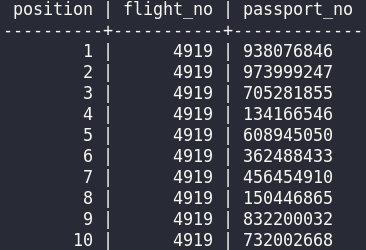 position | flight_no | passport_no
----------+-----------+-------------
1 | 4919 | 938076846
2 | 4919 | 973999247
3 | 4919 | 705281855
4 | 4919 | 134166546
5 | 4919 | 608945050
6 | 4919 | 362488433
7 | 4919 | 456454910
8 | 4919 | 150446865
9 | 4919 | 832200032
10 | 4919 | 732002668